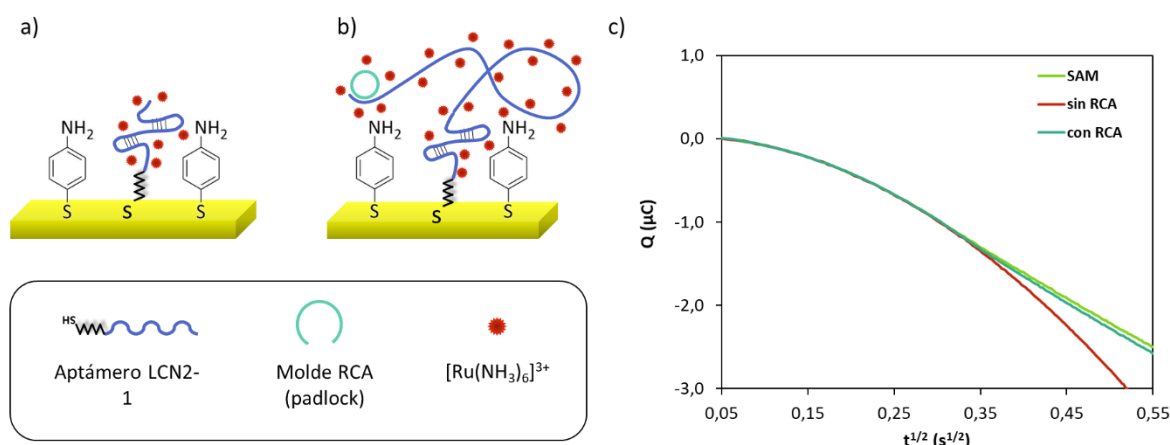 a)
NH₂
NH₂
S
S
S
b)
NH₂
NH₂
S
S
S
HS
Aptámero LCN2-
1
Molde RCA
(padlock)
[Ru(NH₃)₆]³⁺
c)
1,0
0,0
-1,0
-2,0
-3,0
Q (µC)
SAM
sin RCA
con RCA
0,05
0,15
0,25
0,35
0,45
0,55
t¹/² (s¹/²)